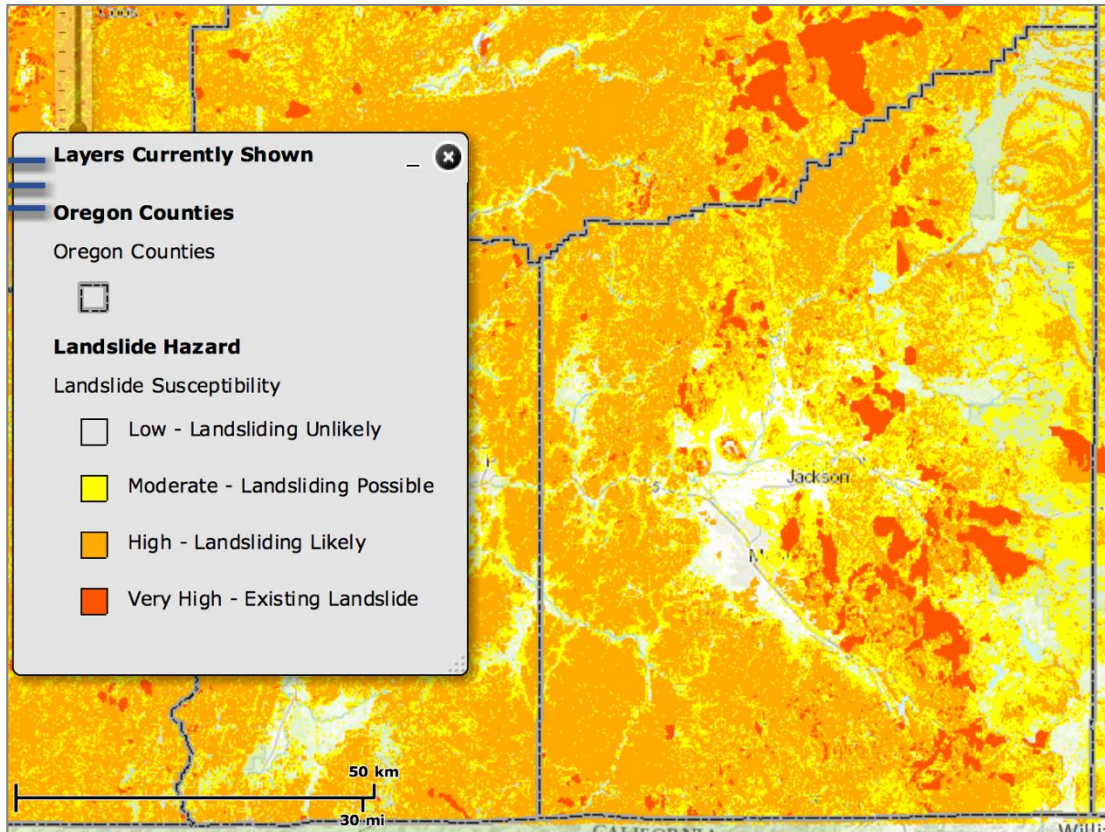 Layers Currently Shown
Oregon Counties
Oregon Counties
Landslide Hazard
Landslide Susceptibility
Low - Landsliding Unlikely
Moderate - Landsliding Possible
High - Landsliding Likely
Very High - Existing Landslide
Jackson
5
50 km
30 mi
CALIFORNIA